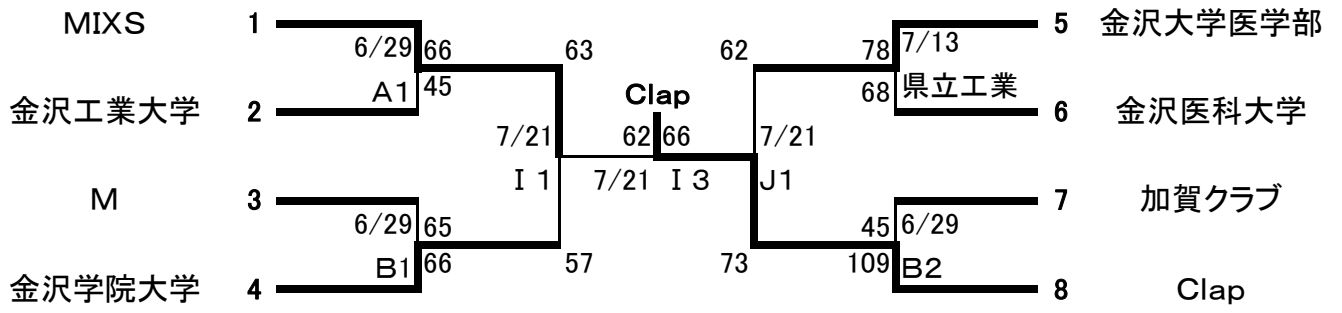 MIXS 1 6/29 66 63 62 78 7/13 5 金沢大学医学部
金沢工業大学 2 A1 45 Clap 68 県立工業 6 金沢医科大学
7/21 62 66 7/21
I 1 7/21 I 3 J1
M 3 6/29 65 45 6/29 7 加賀クラブ
金沢学院大学 4 B1 66 57 73 109 B2 8 Clap